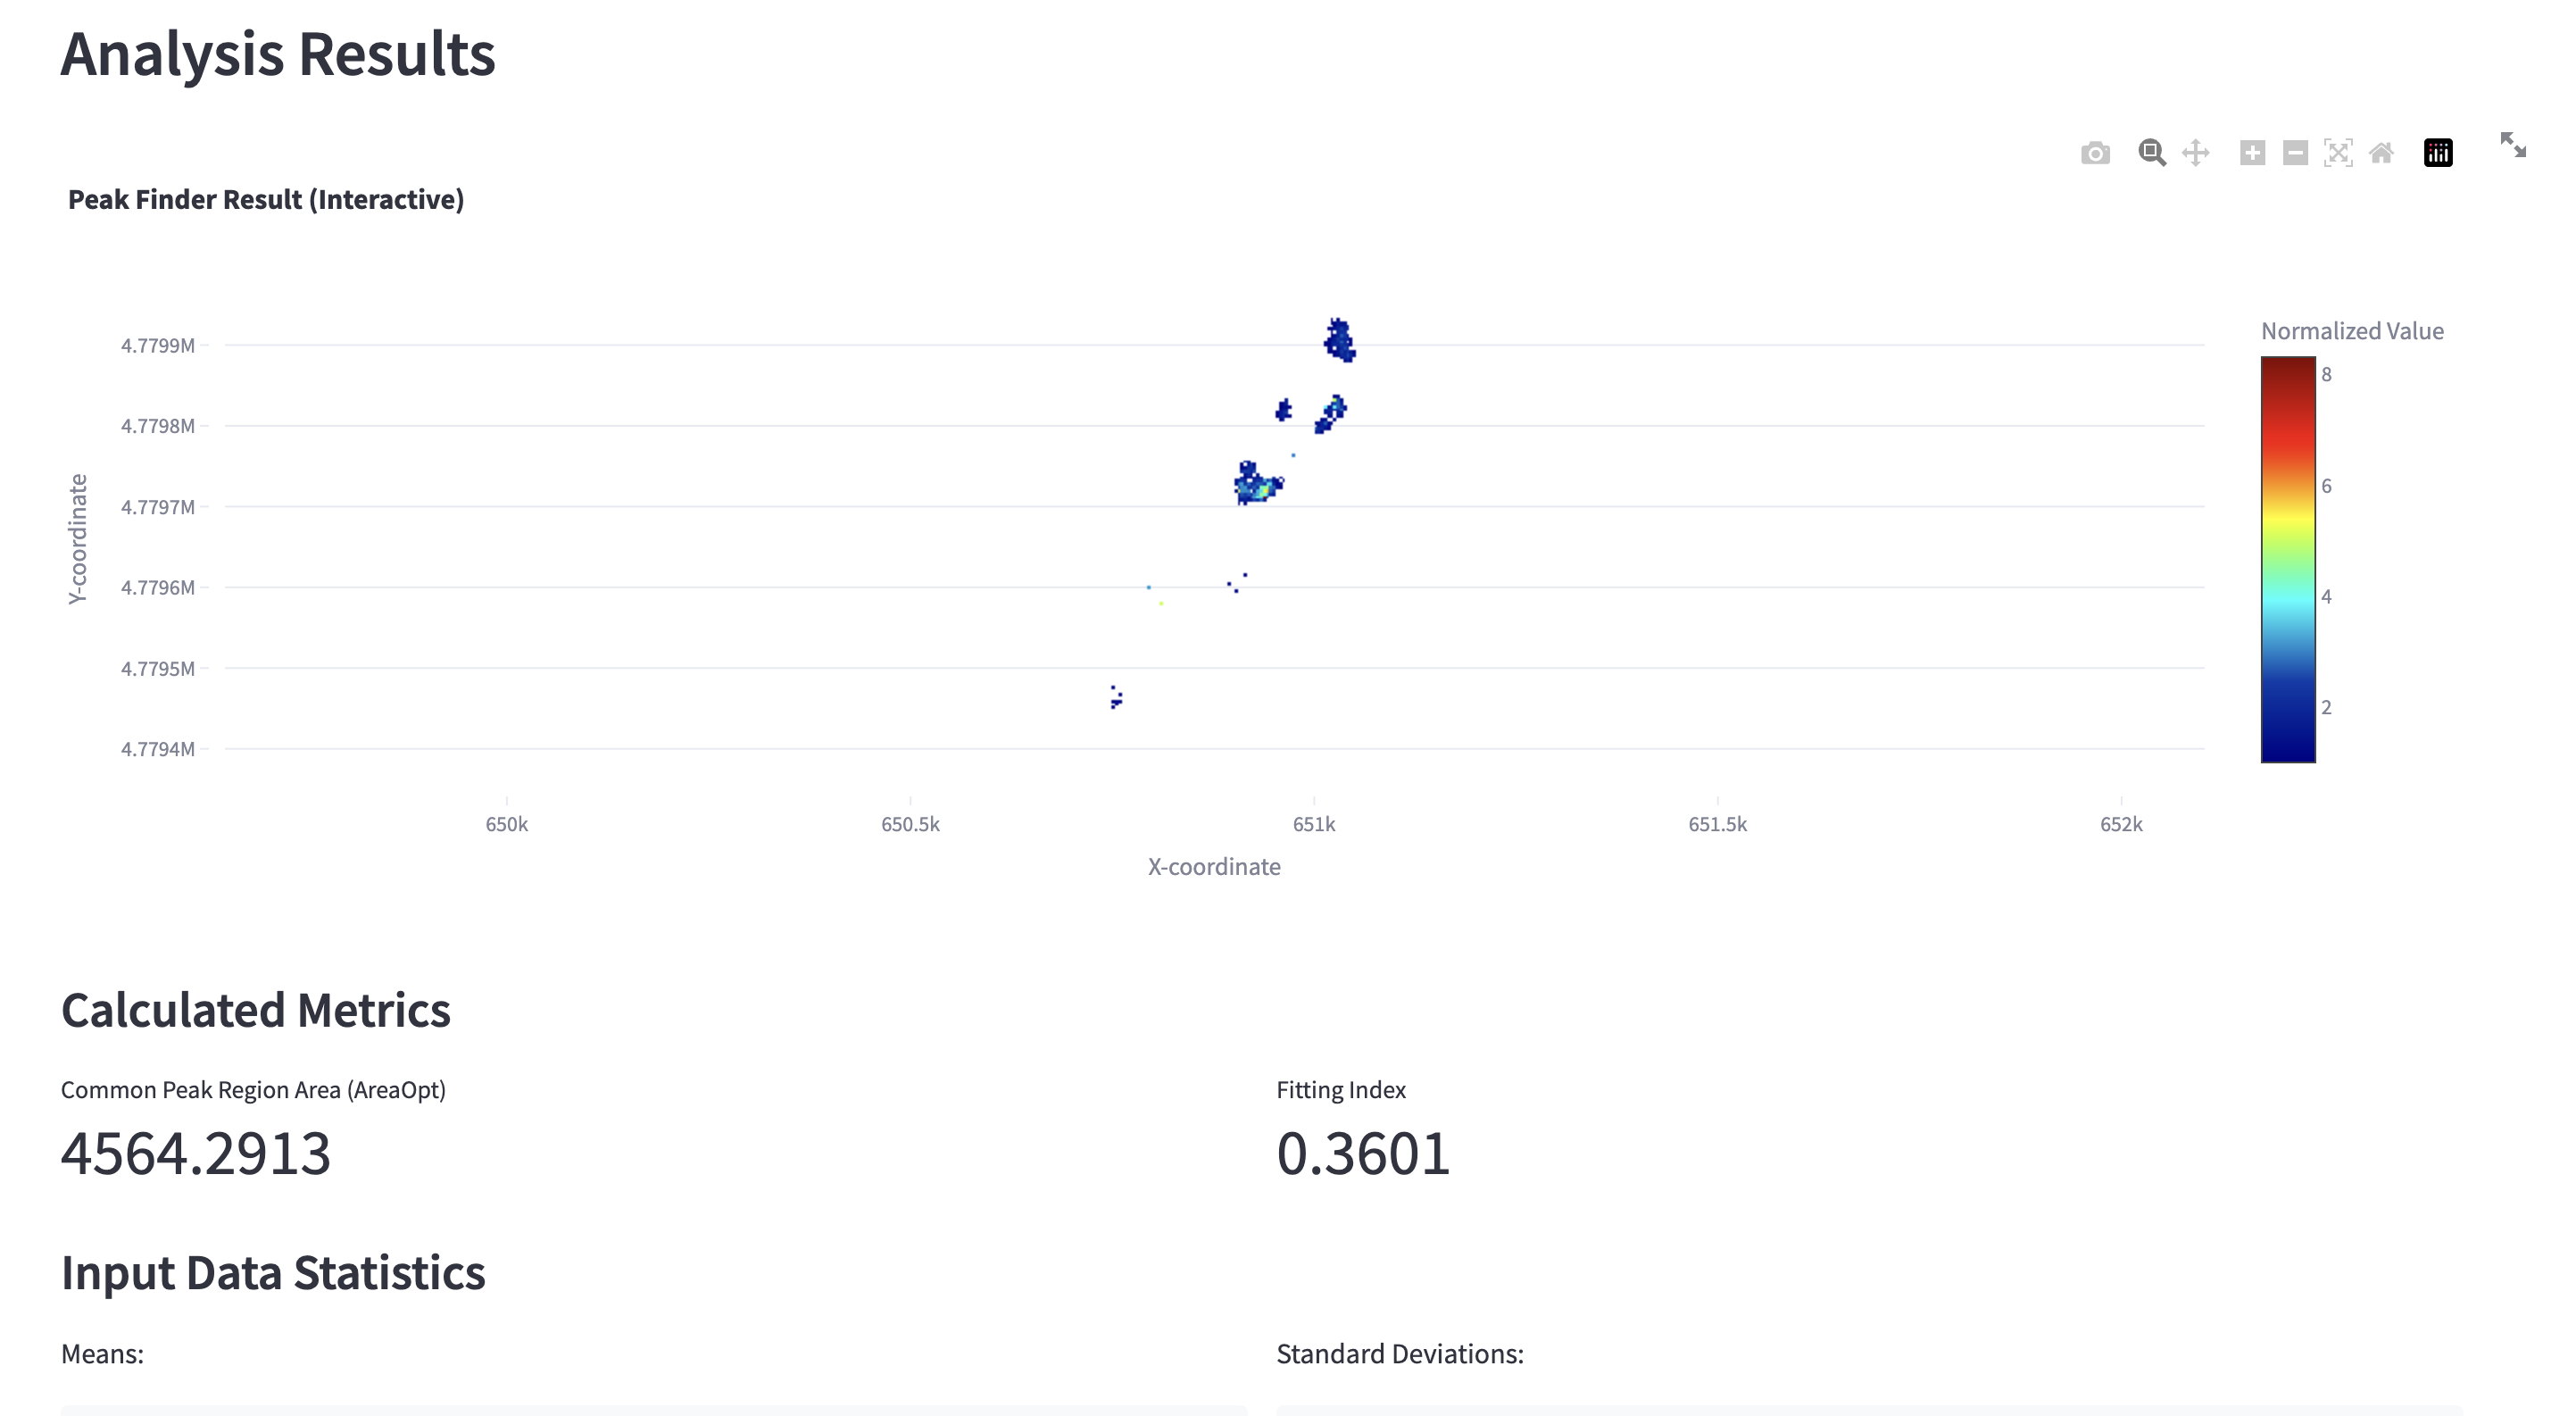 Analysis Results
Peak Finder Result (Interactive)
Normalized Value
8
6
4
2
Y-coordinate
4.7799M
4.7798M
4.7797M
4.7796M
4.7795M
4.7794M
650k 650.5k 651k 651.5k 652k
X-coordinate
Calculated Metrics
Common Peak Region Area (AreaOpt) Fitting Index
4564.2913 0.3601
Input Data Statistics
Means: Standard Deviations: